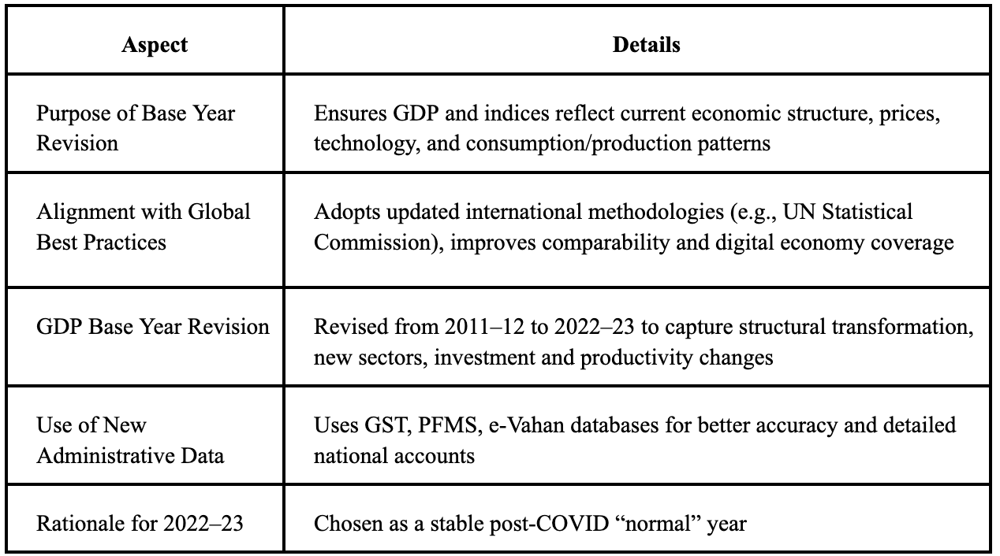 Aspect
Details
Purpose of Base Year
Revision
Ensures GDP and indices reflect current economic structure, prices,
technology, and consumption/production patterns
Alignment with Global
Best Practices
Adopts updated international methodologies (e.g., UN Statistical
Commission), improves comparability and digital economy coverage
GDP Base Year Revision
Revised from 2011–12 to 2022–23 to capture structural transformation,
new sectors, investment and productivity changes
Use of New
Administrative Data
Uses GST, PFMS, e-Vahan databases for better accuracy and detailed
national accounts
Rationale for 2022–23
Chosen as a stable post-COVID “normal” year